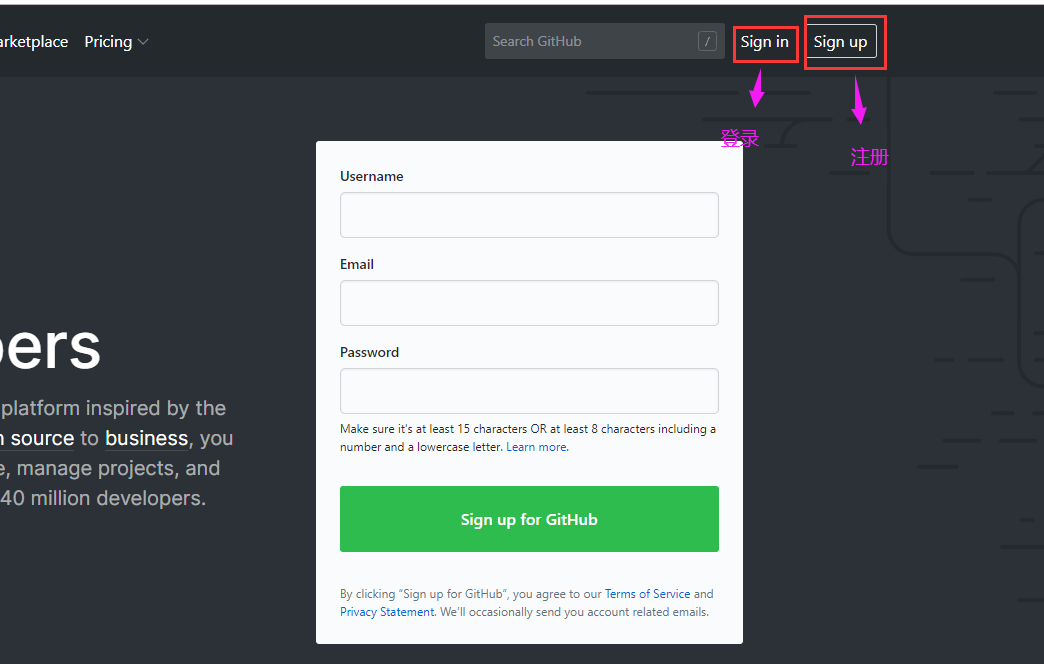 arketplace Pricing
Search GitHub /
Sign in
Sign up
登录
注册
Username
Email
Password
Make sure it's at least 15 characters OR at least 8 characters including a
number and a lowercase letter. Learn more.
Sign up for GitHub
By clicking “Sign up for GitHub”, you agree to our Terms of Service and
Privacy Statement. We’ll occasionally send you account related emails.
pers
platform inspired by the
n source to business, you
e, manage projects, and
40 million developers.